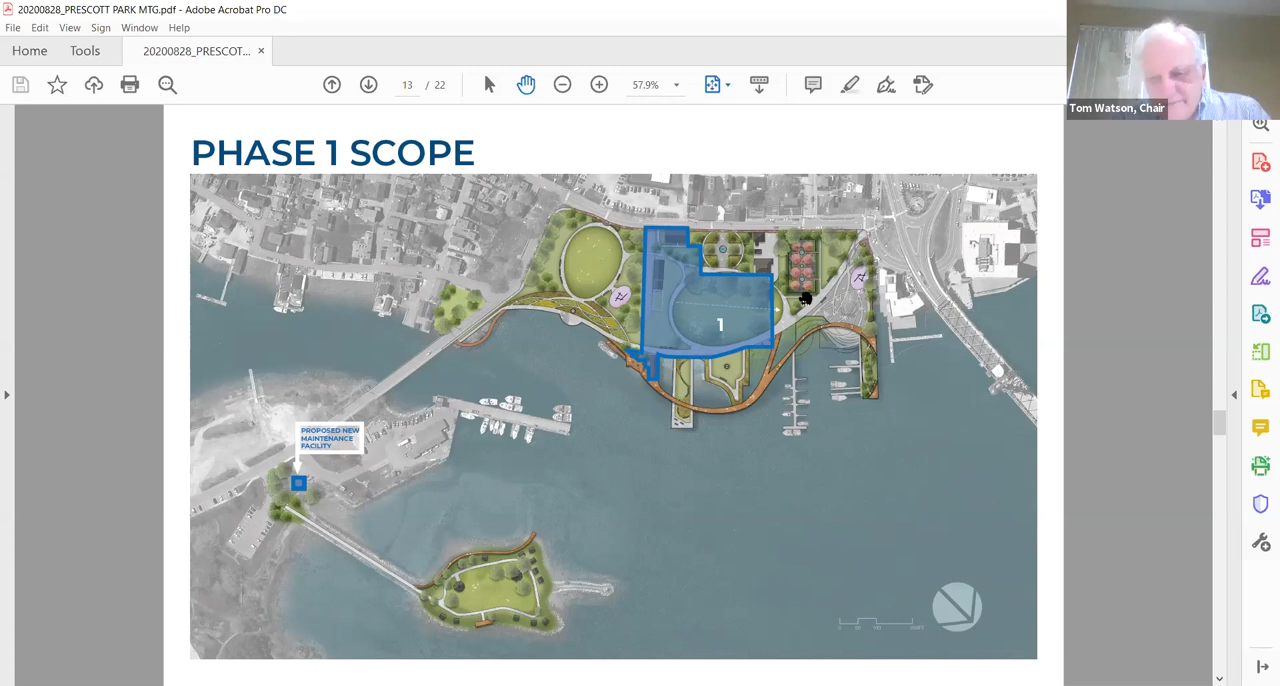 20200828_PRESCOTT PARK MTG.pdf - Adobe Acrobat Pro DC
File Edit View Sign Window Help
Home Tools 20200828_PRESCOT... ×
13 / 22 57.9%
Tom Watson, Chair
PHASE 1 SCOPE
1
PROPOSED NEW
MAINTENANCE
FACILITY